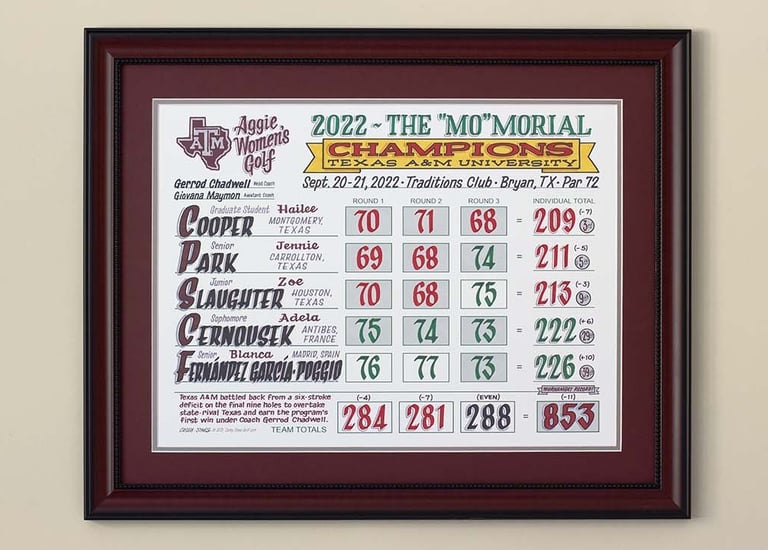 A&M
Aggie
Women's
Golf
2022 ~ THE "MO"MORIAL
CHAMPIONS
TEXAS A&M UNIVERSITY
Gerrod Chadwell Head Coach
Giovana Maymon Assistant Coach
Sept. 20-21, 2022 · Traditions Club · Bryan, TX · Par 72
ROUND 1 ROUND 2 ROUND 3 INDIVIDUAL TOTAL
Graduate Student Hailee
COOPER MONTGOMERY, TEXAS 70 71 68 = 209 (-7) 3rd
Senior Jennie
PARK CARROLLTON, TEXAS 69 68 74 = 211 (-5)
Junior Zoe
SLAUGHTER HOUSTON, TEXAS 70 68 75 = 213 (-3)
Sophomore Adela
CERNOUSEK ANTIBES, FRANCE 75 74 73 = 222 (+6)
Senior Blanca MADRID, SPAIN
FERNÁNDEZ GARCÍA-POGGIO 76 77 73 = 226 (+10)
Texas A&M battled back from a six-stroke
deficit on the final nine holes to overtake
state-rival Texas and earn the program's
first win under Coach Gerrod Chadwell.
TOURNAMENT RECORD!
(-4) (-7) (EVEN) (-11)
TEAM TOTALS 284 281 288 = 853